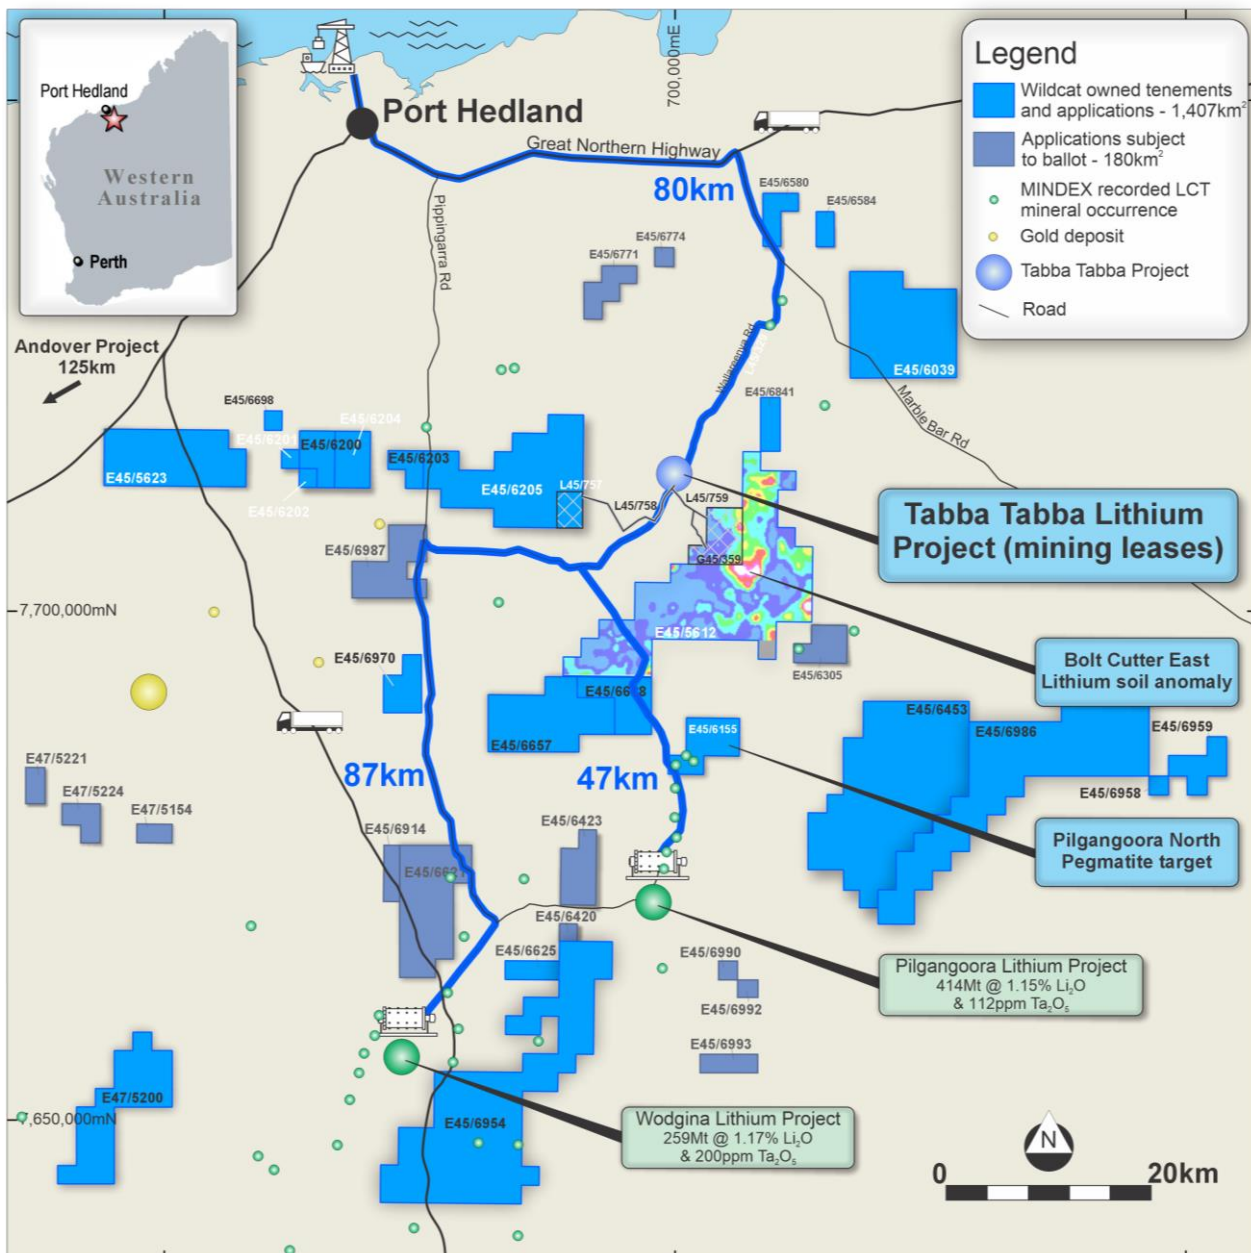 Port Hedland
Western
Australia
Perth
Port Hedland
700,000mE
Great Northern Highway
80km
Pippingarra Rd
Legend
Wildcat owned tenements
and applications - 1,407km²
Applications subject
to ballot - 180km²
MINDEX recorded LCT
mineral occurrence
Gold deposit
Tabba Tabba Project
Road
E45/6580
E45/6584
E45/6774
E45/6771
Andover Project
125km
Wallareenya Rd
E45/6039
Marble Bar Rd
E45/6841
E45/6698
E45/6204
E45/6201
E45/6200
E45/6203
E45/5623
E45/6202
E45/6205
L45/757
L45/758
L45/759
G45/359
Tabba Tabba Lithium
Project (mining leases)
E45/6987
7,700,000mN
E45/5612
E45/6305
Bolt Cutter East
Lithium soil anomaly
E45/6970
E45/6657
E45/6155
E45/6453
E45/6986
E45/6959
E45/6958
87km
47km
E47/5221
E47/5224
E47/5154
Pilgangoora North
Pegmatite target
E45/6914
E45/6423
E45/6420
E45/6625
E45/6990
E45/6992
E45/6993
Pilgangoora Lithium Project
414Mt @ 1.15% Li₂O
& 112ppm Ta₂O₅
E47/5200
7,650,000mN
E45/6954
Wodgina Lithium Project
259Mt @ 1.17% Li₂O
& 200ppm Ta₂O₅
N
0
20km